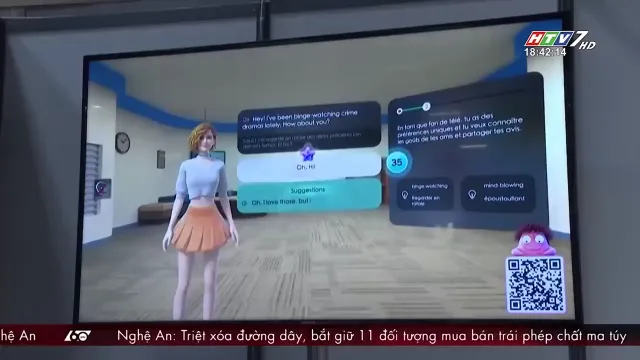 HTV7 HD
18:42:14
Hey! I've been binge-watching crime
dramas lately. How about you?
Oh, Hi
Suggestions
Oh, I love those, but I
En tant que fan de télé, tu as des
préférences uniques et tu veux connaître
les goûts de tes amis et partager tes avis.
35
binge-watching
Regarder en
rafale
mind blowing
époustouflant
hệ An
60
Nghệ An: Triệt xóa đường dây, bắt giữ 11 đối tượng mua bán trái phép chất ma túy